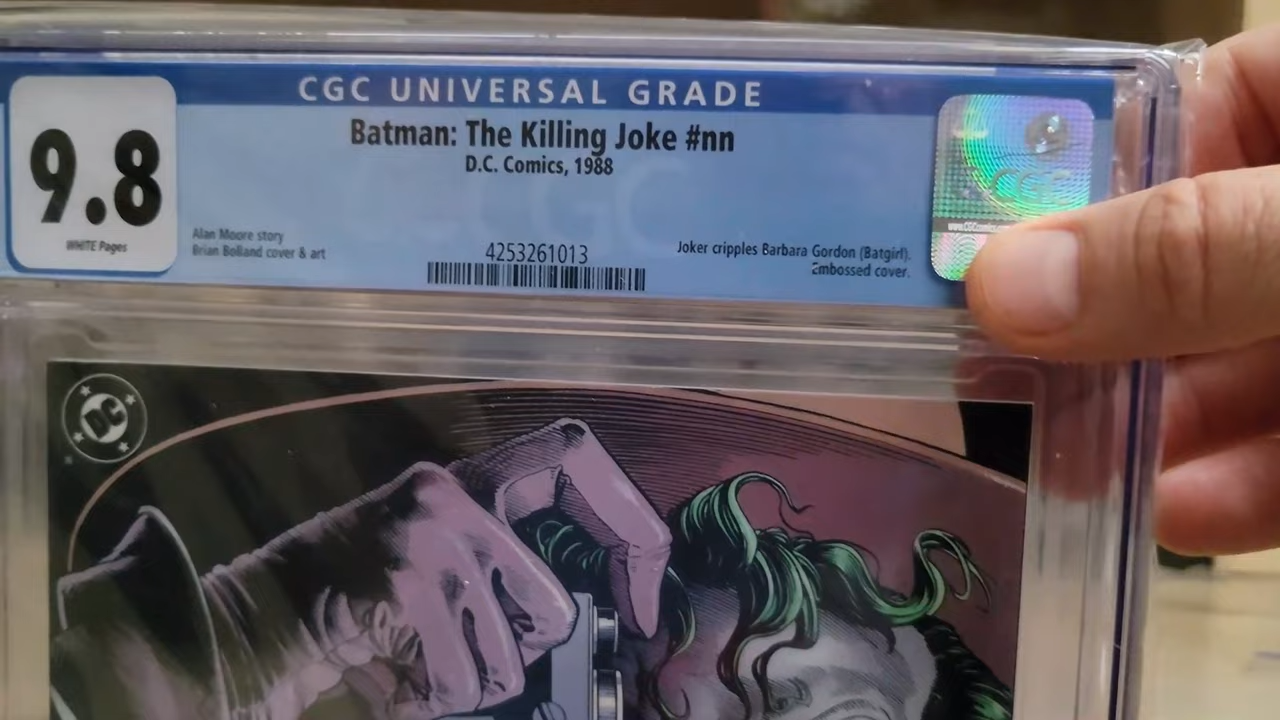 CGC UNIVERSAL GRADE
9.8
WHITE Pages
Batman: The Killing Joke #nn
D.C. Comics, 1988
Alan Moore story
Brian Bolland cover & art
4253261013
Joker cripples Barbara Gordon (Batgirl).
Embossed cover.
CGC
CGC
DC